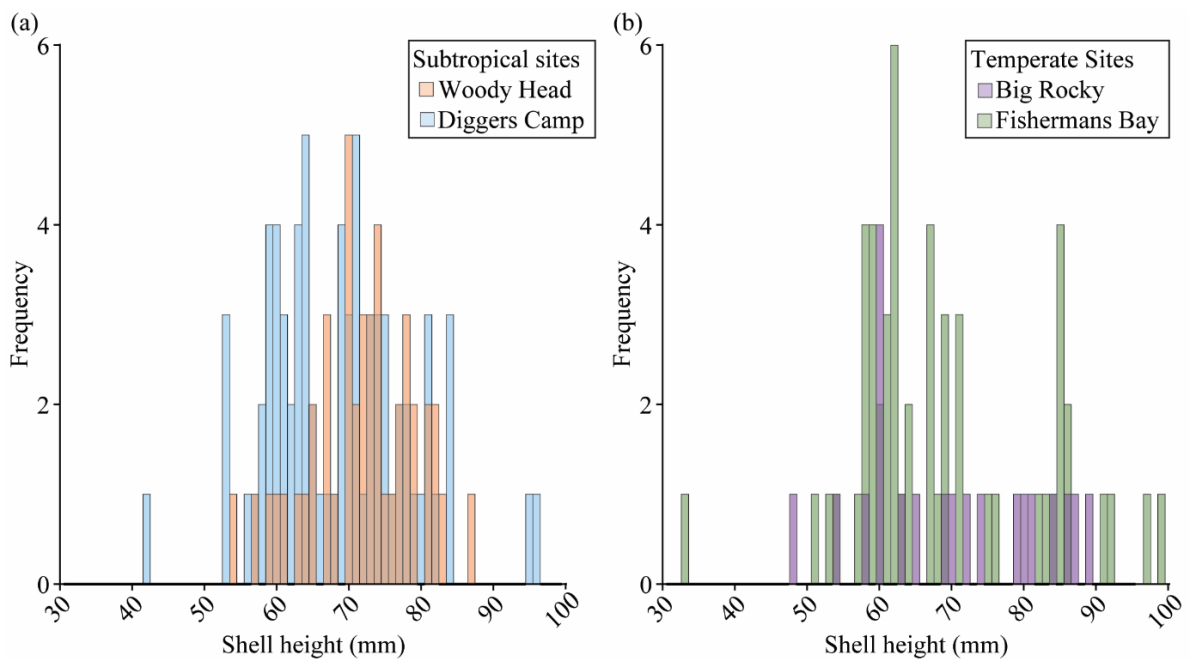 (a)
Subtropical sites
Woody Head
Diggers Camp
Frequency
6
4
2
0
30 40 50 60 70 80 90 100
Shell height (mm)
(b)
Temperate Sites
Big Rocky
Fishermans Bay
Frequency
6
4
2
0
30 40 50 60 70 80 90 100
Shell height (mm)